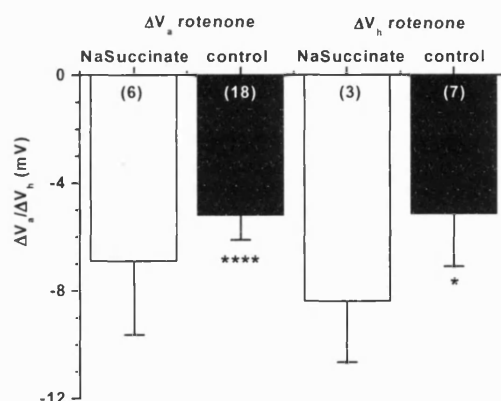 ΔVa rotenone ΔVh rotenone
NaSuccinate control NaSuccinate control
0
(6) (18) (3) (7)
-4
ΔVa/ΔVh (mV)
****
-8
*
-12